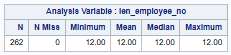 Analysis Variable : len_employee_no
N N Miss Minimum Mean Median Maximum
262 0 12.00 12.00 12.00 12.00